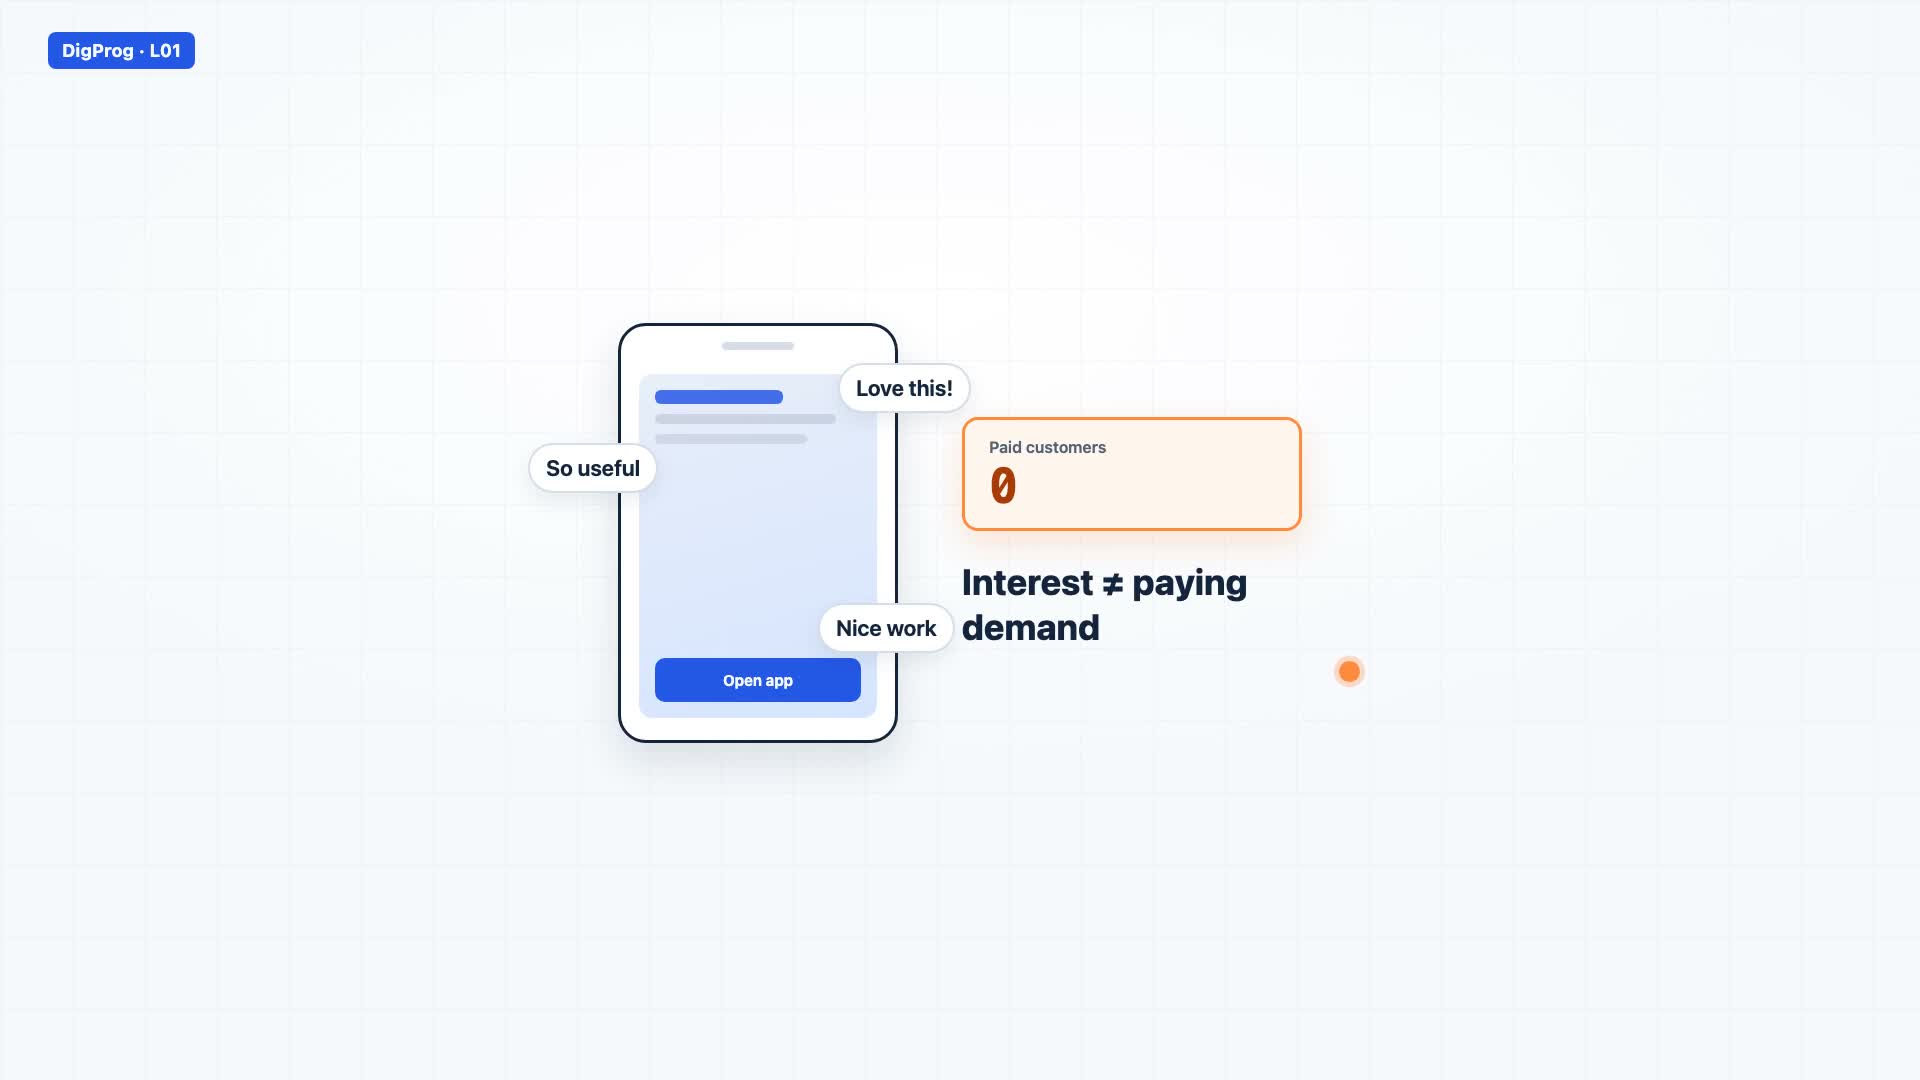 DigProg · L01
Love this!
So useful
Nice work
Open app
Paid customers
0
Interest ≠ paying
demand